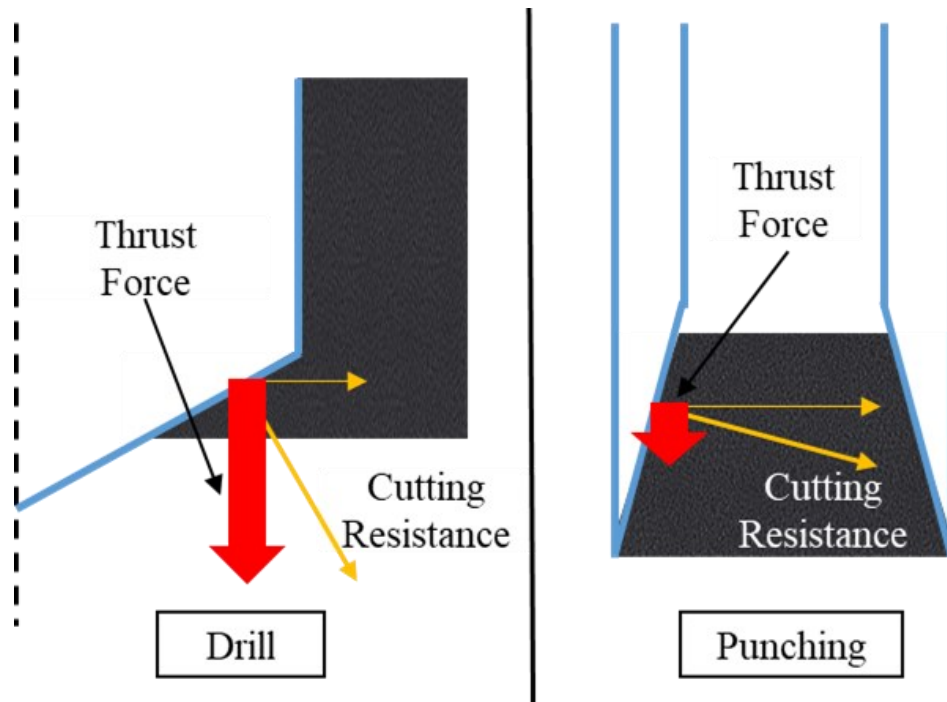 Thrust
Force
Cutting
Resistance
Drill
Thrust
Force
Cutting
Resistance
Punching